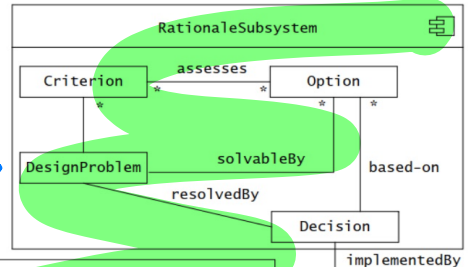 RationaleSubsystem
assesses
Criterion
Option
*
*
*
*
*
DesignProblem
solvableBy
based-on
resolvedBy
Decision
implementedBy